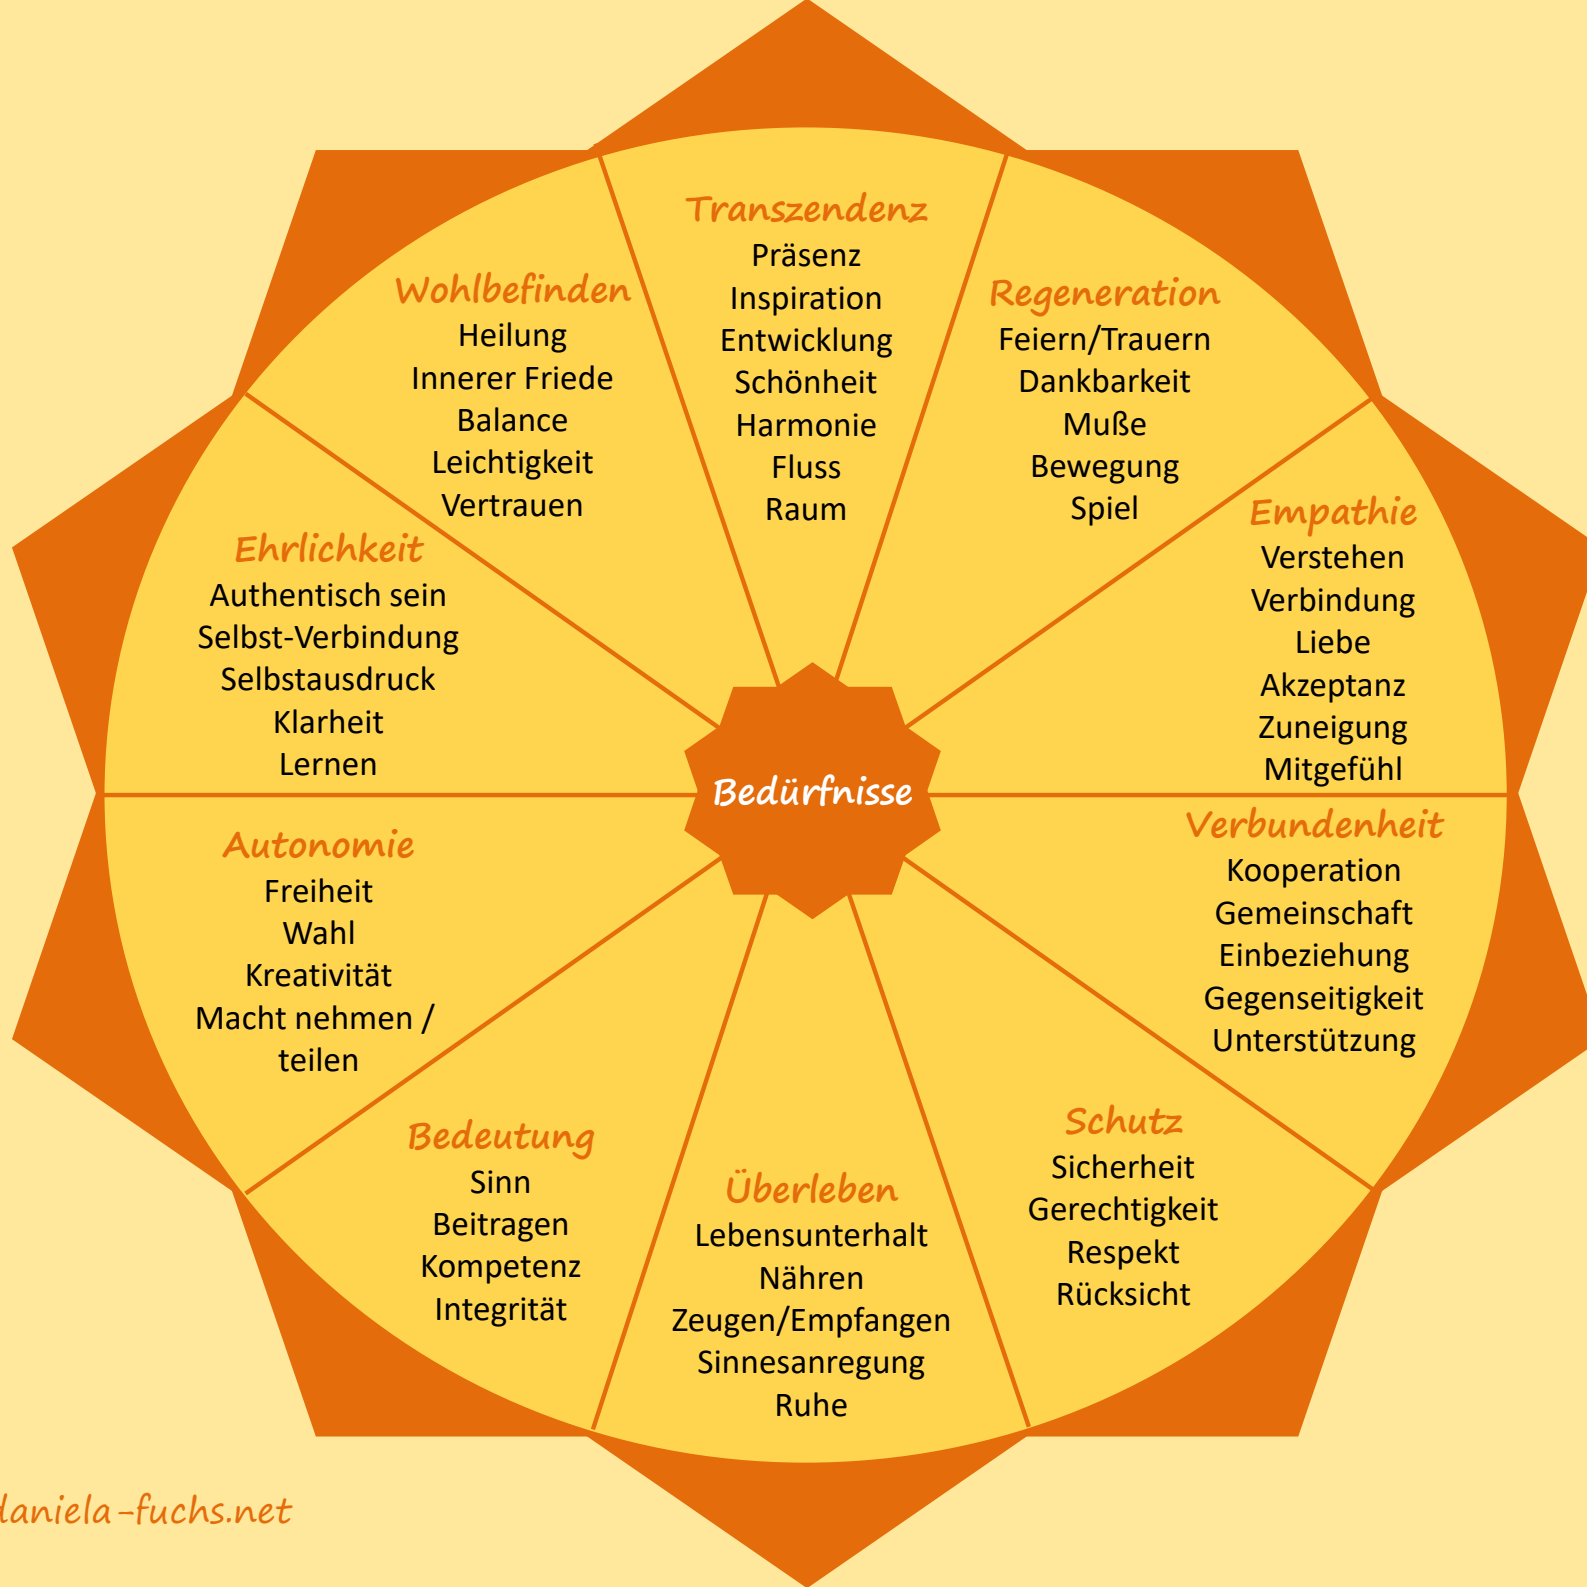 Transzendenz
Präsenz
Inspiration
Entwicklung
Schönheit
Harmonie
Fluss
Raum
Regeneration
Feiern/Trauern
Dankbarkeit
Muße
Bewegung
Spiel
Empathie
Verstehen
Verbindung
Liebe
Akzeptanz
Zuneigung
Mitgefühl
Verbundenheit
Kooperation
Gemeinschaft
Einbeziehung
Gegenseitigkeit
Unterstützung
Schutz
Sicherheit
Gerechtigkeit
Respekt
Rücksicht
Überleben
Lebensunterhalt
Nähren
Zeugen/Empfangen
Sinnesanregung
Ruhe
Bedeutung
Sinn
Beitragen
Kompetenz
Integrität
Autonomie
Freiheit
Wahl
Kreativität
Macht nehmen /
teilen
Ehrlichkeit
Authentisch sein
Selbst-Verbindung
Selbstausdruck
Klarheit
Lernen
Wohlbefinden
Heilung
Innerer Friede
Balance
Leichtigkeit
Vertrauen
Bedürfnisse
daniela-fuchs.net